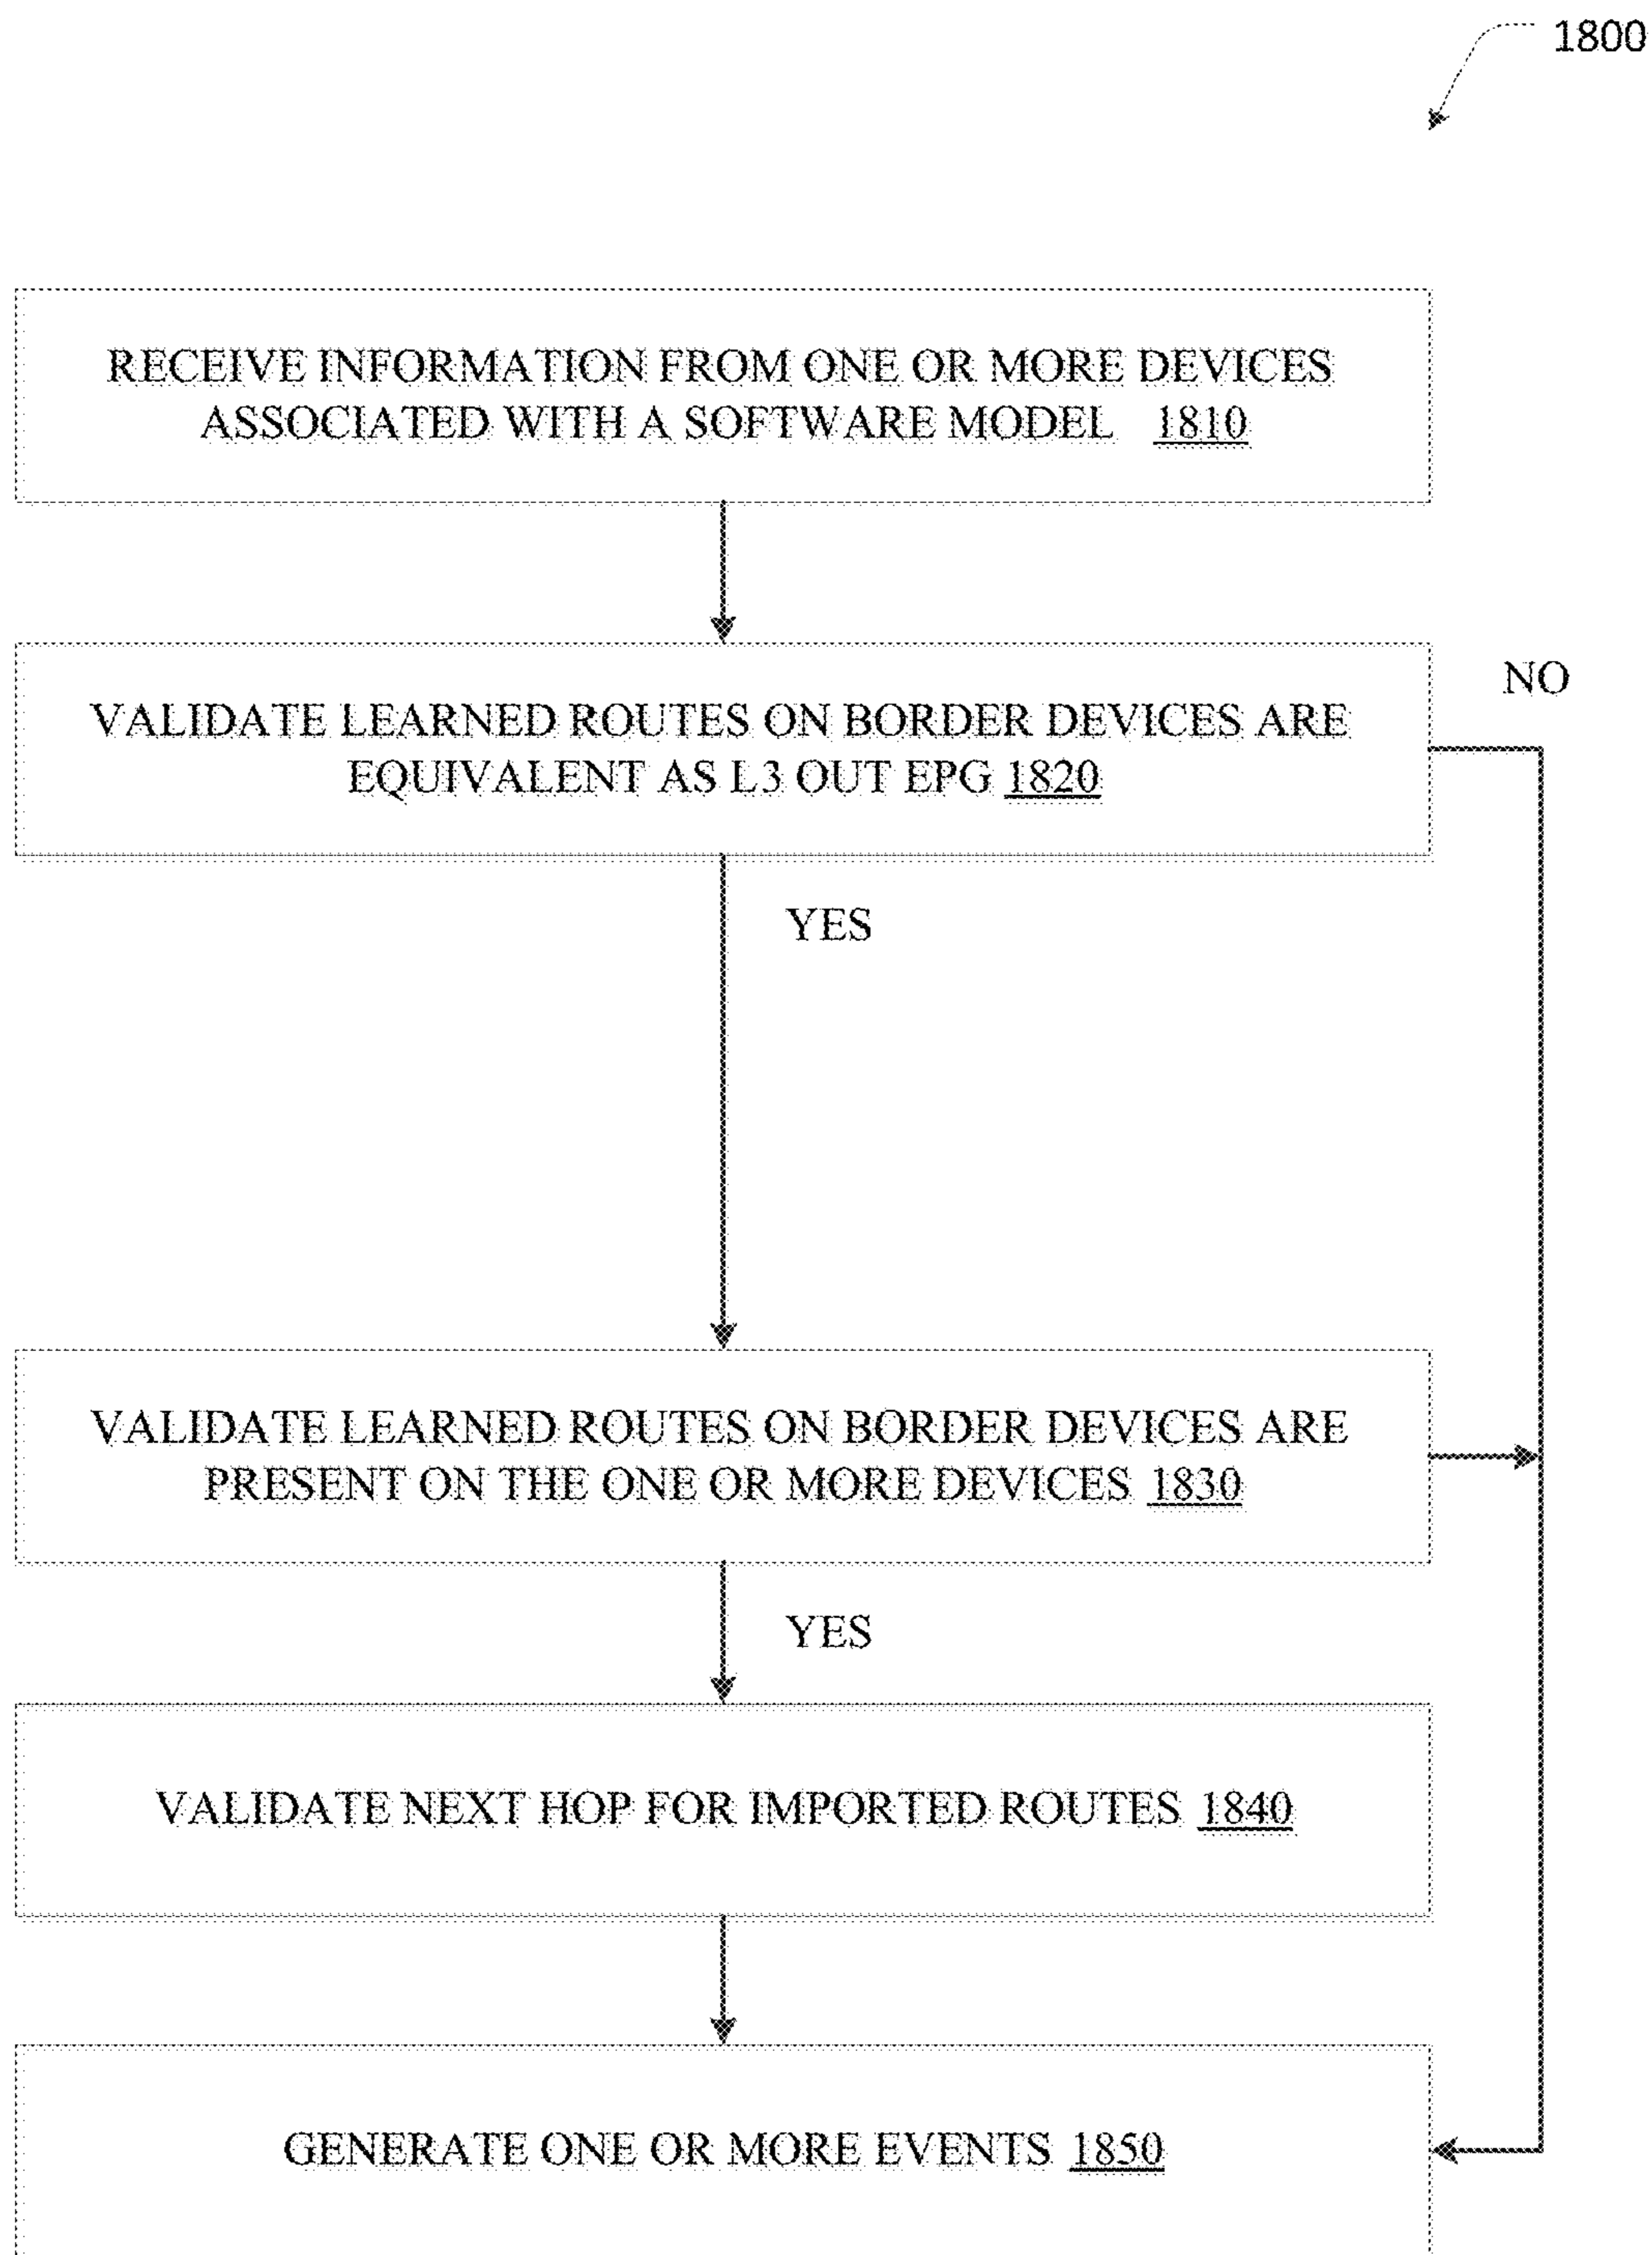 1800
RECEIVE INFORMATION FROM ONE OR MORE DEVICES
ASSOCIATED WITH A SOFTWARE MODEL 1810
NO
VALIDATE LEARNED ROUTES ON BORDER DEVICES ARE
EQUIVALENT AS L3 OUT EPG 1820
YES
VALIDATE LEARNED ROUTES ON BORDER DEVICES ARE
PRESENT ON THE ONE OR MORE DEVICES 1830
YES
VALIDATE NEXT HOP FOR IMPORTED ROUTES 1840
GENERATE ONE OR MORE EVENTS 1850